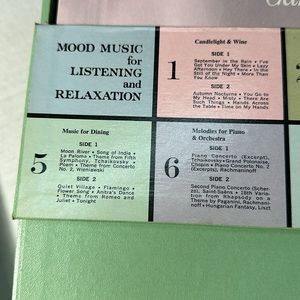 MOOD MUSIC
for
LISTENING
and
RELAXATION
1
Candlelight & Wine
SIDE 1
September in the Rain • I've
Got You Under My Skin • Lazy
Afternoon • Hey There • In the
Still of the Night • More Than
You Know
SIDE 2
Autumn Nocturne • You Go to
My Head • Misty • There Are
Such Things • Hands Across
the Table • Time on My Hands
5
Music for Dining
SIDE 1
Moon River • Song of India •
La Paloma • Theme from Fifth
Symphony, Tchaikovsky •
Poem • Theme from Concerto
No. 2, Wieniawski
SIDE 2
Quiet Village • Flamingo •
Flower Song • Anitra's Dance
• Theme from Romeo and
Juliet • Tonight
6
Melodies for Piano
& Orchestra
SIDE 1
Piano Concerto (Excerpt),
Tchaikovsky • Grand Polonaise,
Chopin • Piano Concerto No. 2
(Excerpts), Rachmaninoff
SIDE 2
Second Piano Concerto (Scher-
zo), Saint-Saëns • 18th Varia-
tion from Rhapsody on a
Theme by Paganini, Rachmani-
noff • Hungarian Fantasy, Liszt